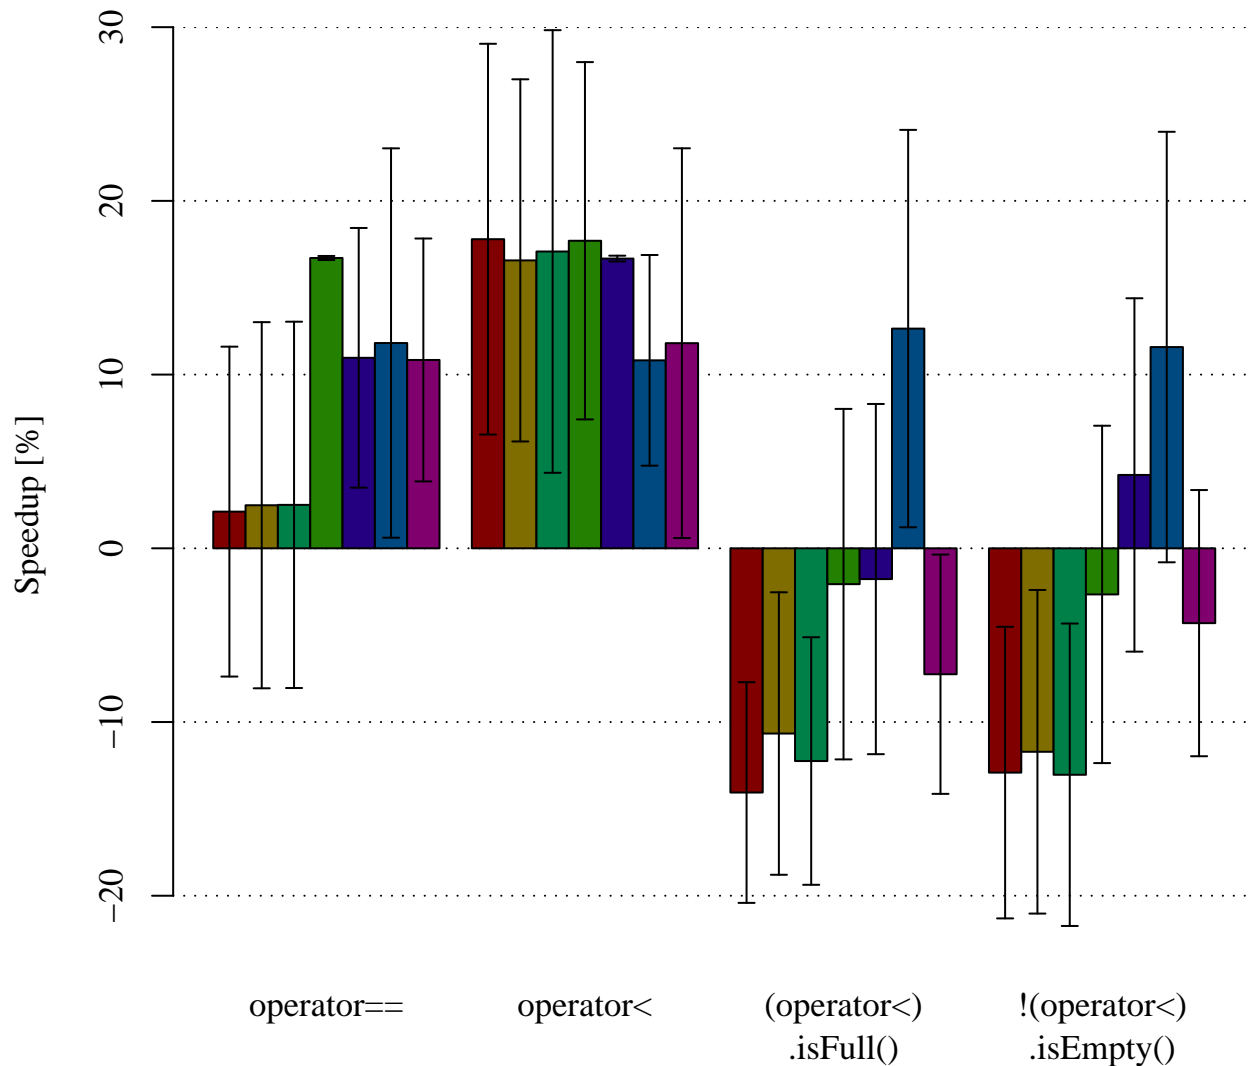 Speedup [%]
30
20
10
0
−10
−20
operator==
operator<
(operator<)
.isFull()
!(operator<)
.isEmpty()